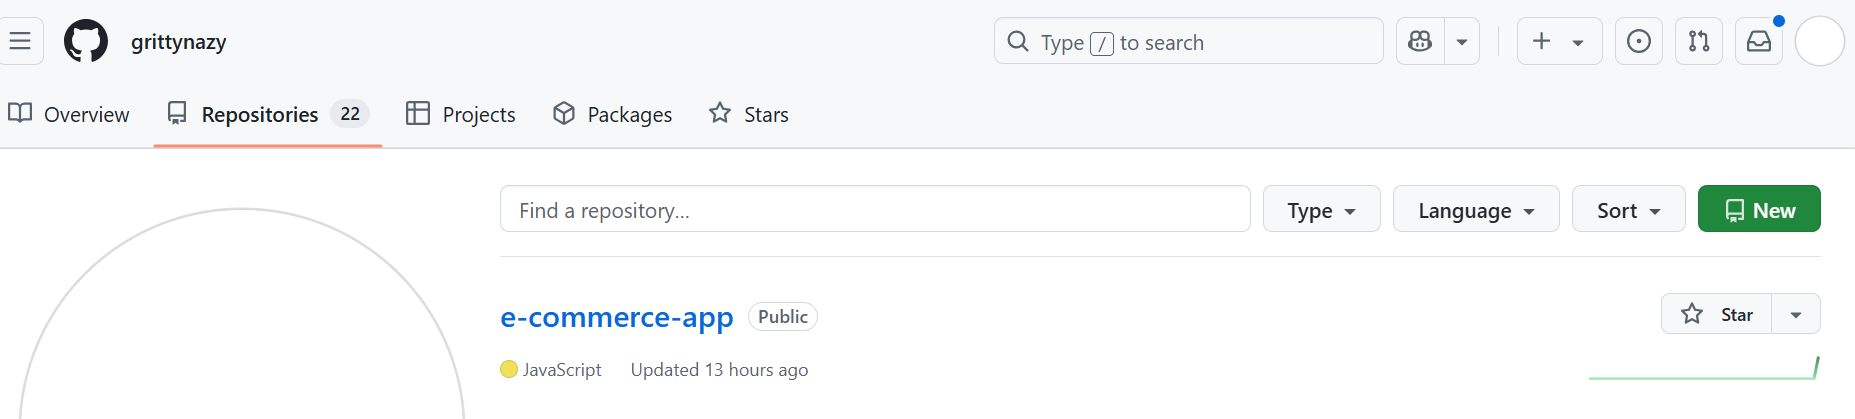 grittynazy
Type / to search
Overview
Repositories 22
Projects
Packages
Stars
Find a repository...
Type
Language
Sort
New
e-commerce-app Public
Star
JavaScript Updated 13 hours ago